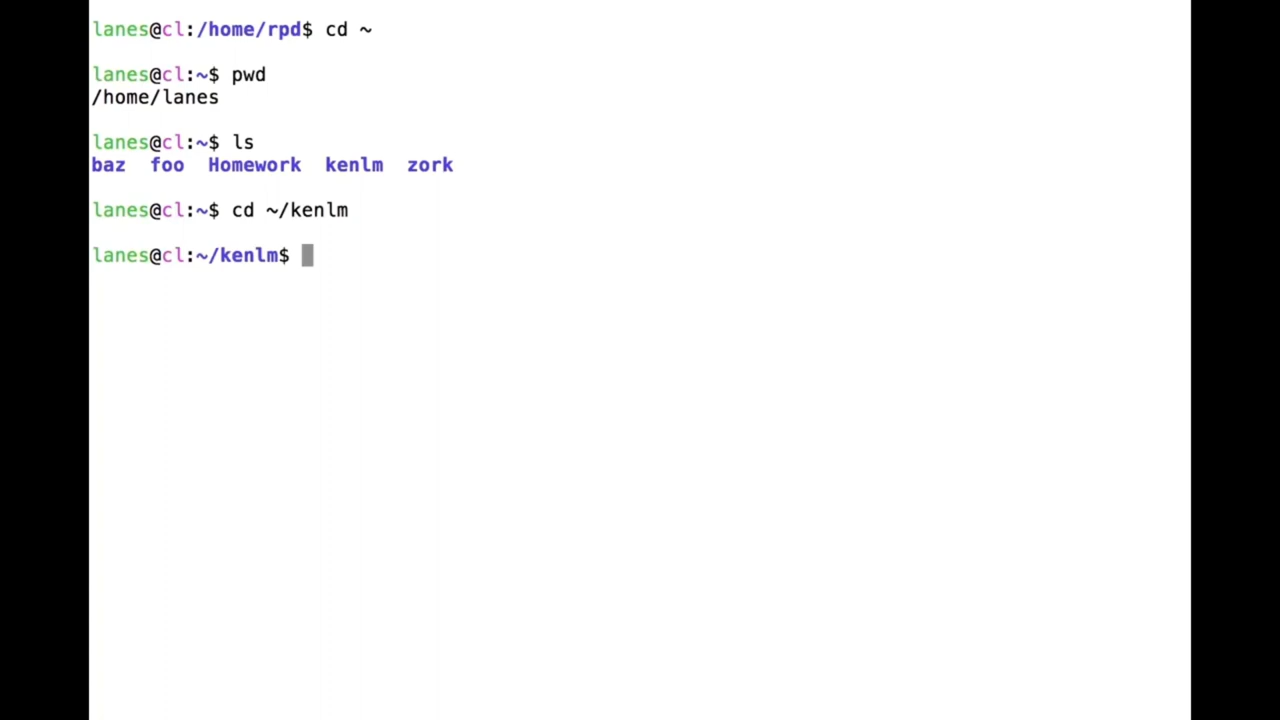 lanes@cl:/home/rpd$ cd ~
lanes@cl:~$ pwd
/home/lanes
lanes@cl:~$ ls
baz  foo  Homework  kenlm  zork
lanes@cl:~$ cd ~/kenlm
lanes@cl:~/kenlm$